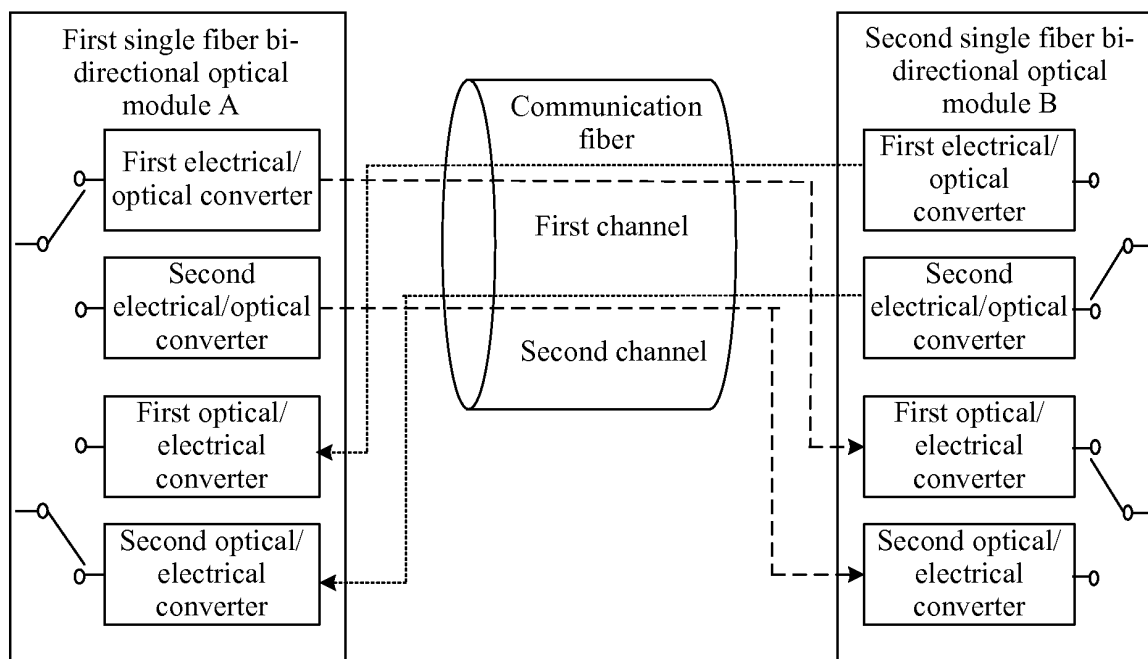 First single fiber bi-
directional optical
module A
First electrical/
optical converter
Second
electrical/optical
converter
First optical/
electrical
converter
Second optical/
electrical
converter
Communication
fiber
First channel
Second channel
Second single fiber bi-
directional optical
module B
First electrical/
optical
converter
Second
electrical/optical
converter
First optical/
electrical
converter
Second optical/
electrical
converter